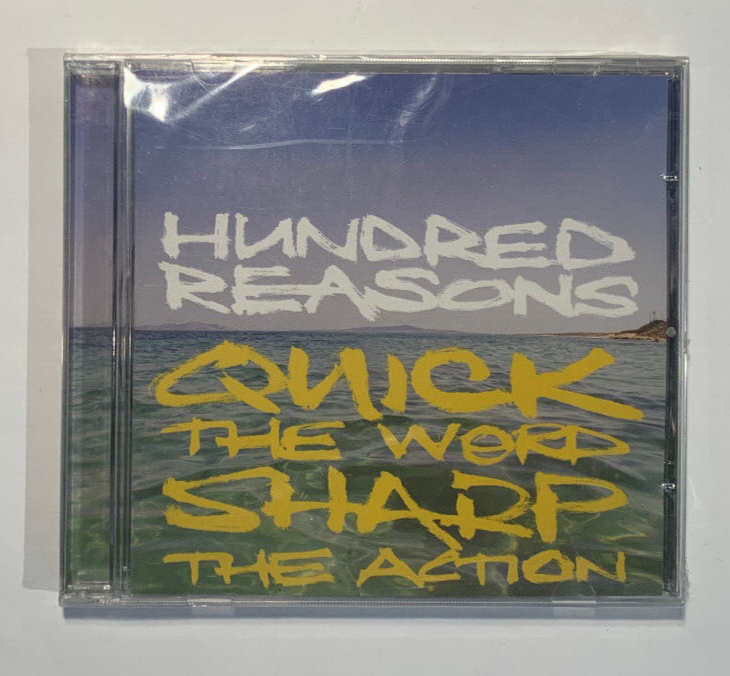 HUNDRED
REASONS
QUICK
THE WORD
SHARP
THE ACTION